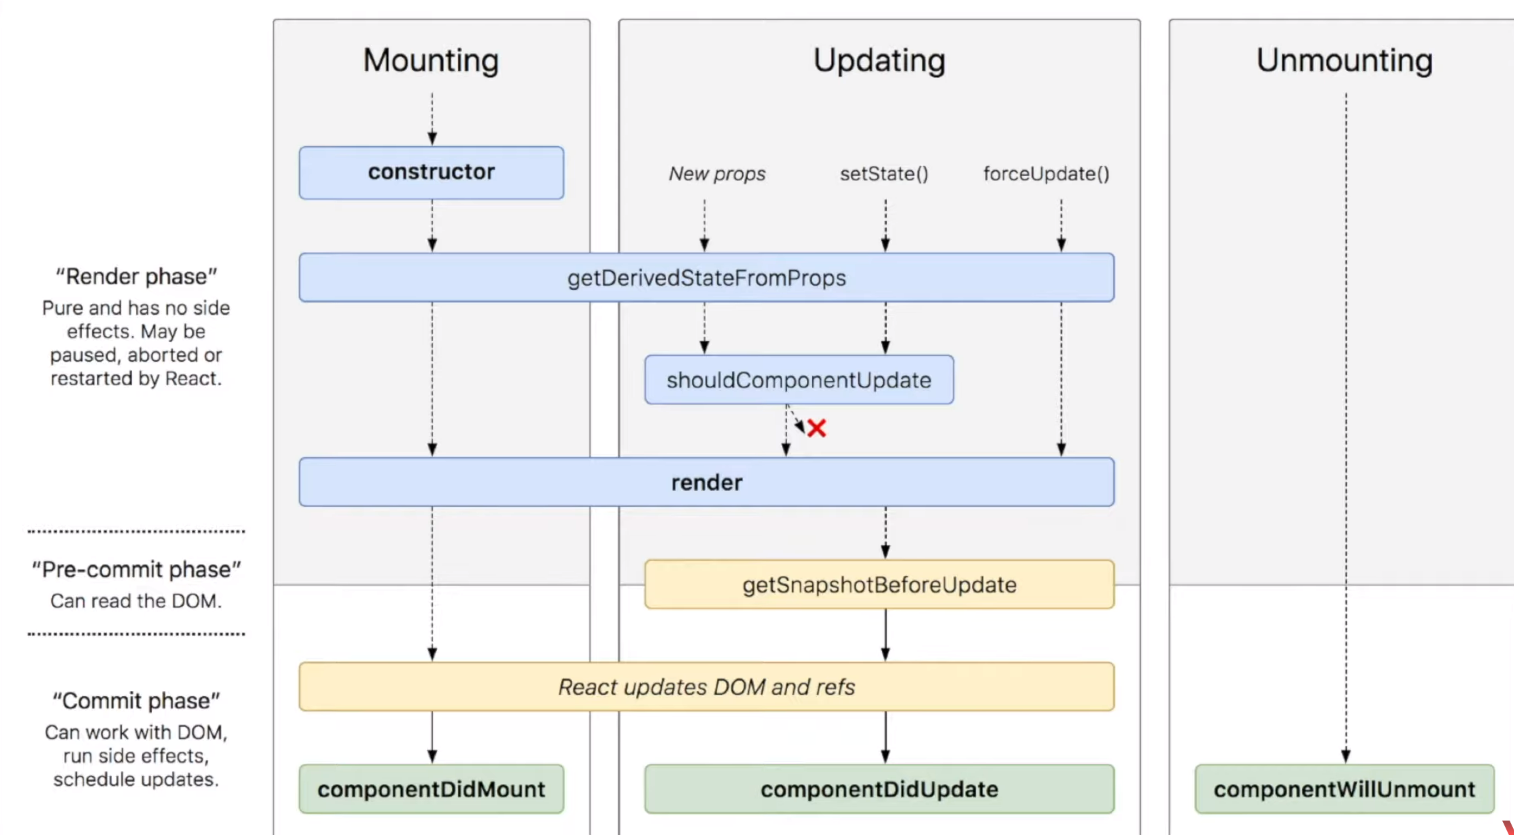 Mounting
Updating
Unmounting
constructor
New props
setState()
forceUpdate()
“Render phase”
Pure and has no side
effects. May be
paused, aborted or
restarted by React.
getDerivedStateFromProps
shouldComponentUpdate
render
“Pre-commit phase”
Can read the DOM.
getSnapshotBeforeUpdate
“Commit phase”
Can work with DOM,
run side effects,
schedule updates.
React updates DOM and refs
componentDidMount
componentDidUpdate
componentWillUnmount